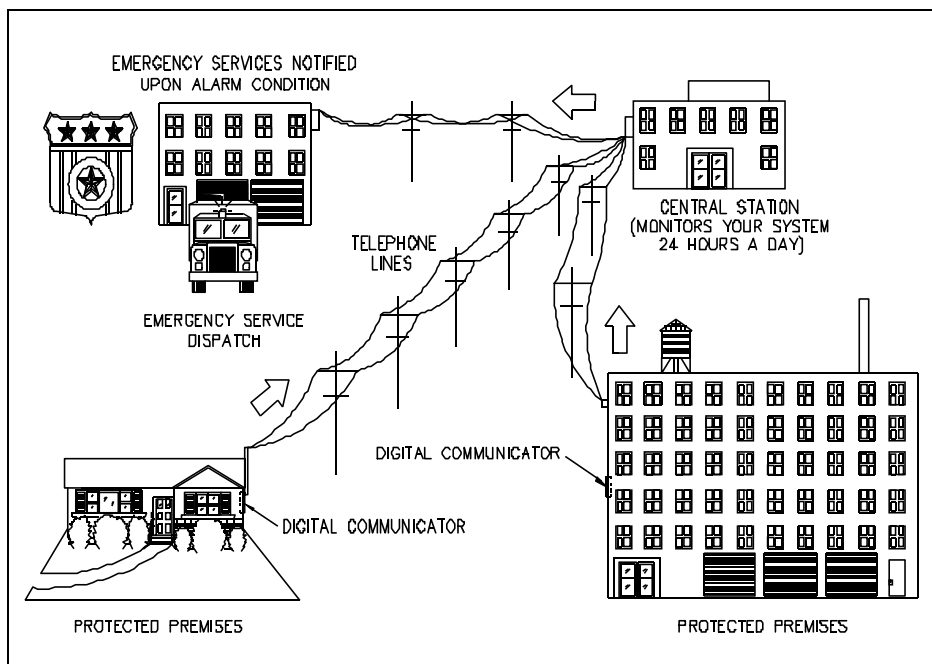 EMERGENCY SERVICES NOTIFIED
UPON ALARM CONDITION
CENTRAL STATION
(MONITORS YOUR SYSTEM
24 HOURS A DAY)
TELEPHONE
LINES
EMERGENCY SERVICE
DISPATCH
DIGITAL COMMUNICATOR
DIGITAL COMMUNICATOR
PROTECTED PREMISES
PROTECTED PREMISES